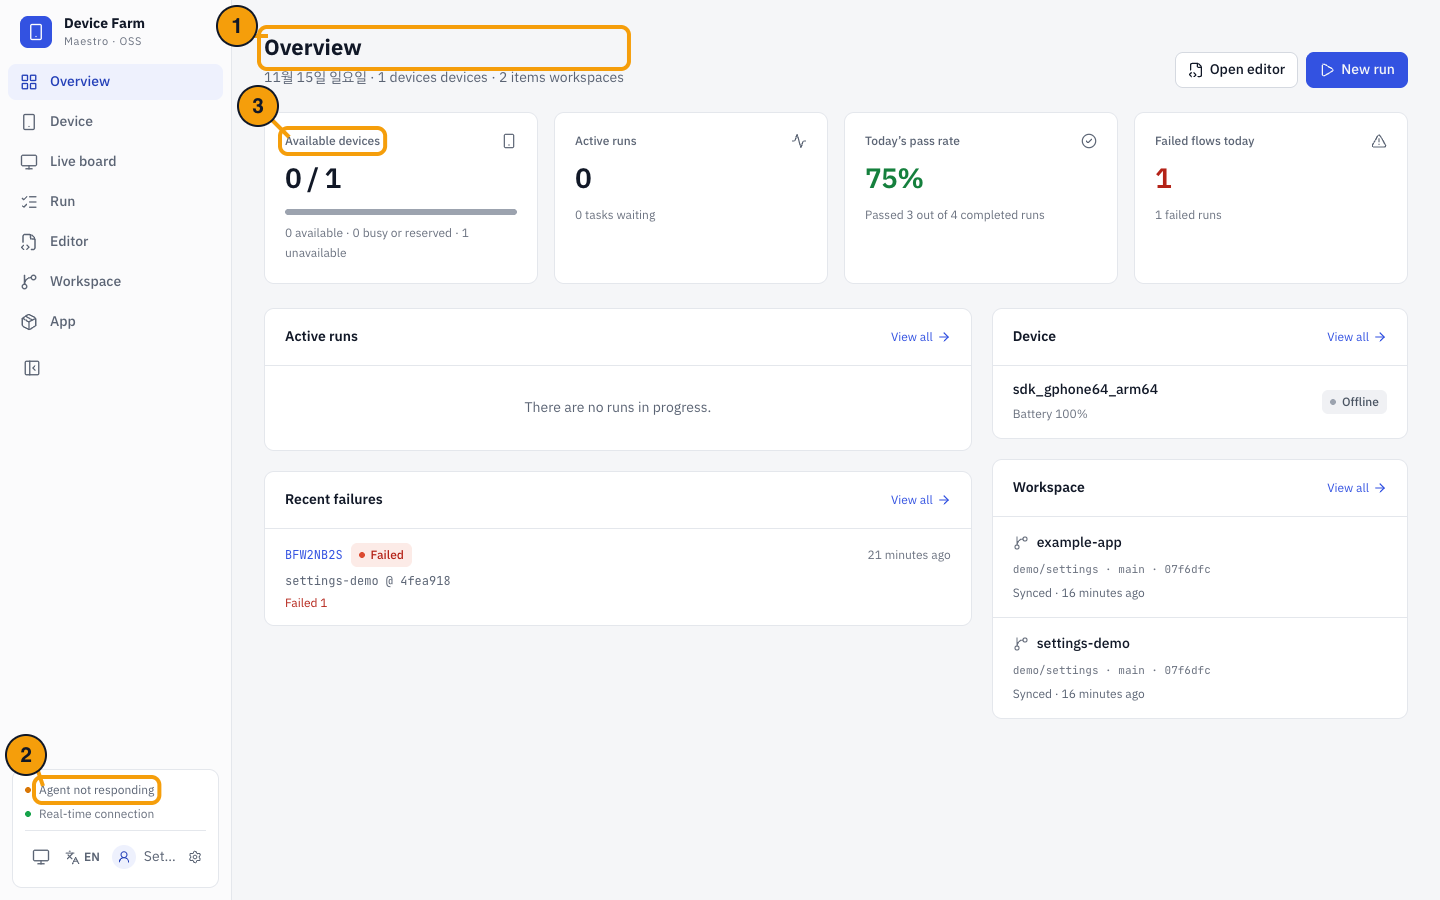 Device Farm
Maestro · OSS
Overview
Device
Live board
Run
Editor
Workspace
App
2
Agent not responding
Real-time connection
EN
Set...
1
Overview
11월 15일 일요일 · 1 devices devices · 2 items workspaces
Open editor
New run
3
Available devices
0 / 1
0 available · 0 busy or reserved · 1
unavailable
Active runs
0
0 tasks waiting
Today's pass rate
75%
Passed 3 out of 4 completed runs
Failed flows today
1
1 failed runs
Active runs
View all
There are no runs in progress.
Recent failures
View all
BFW2NB2S
Failed
21 minutes ago
settings-demo @ 4fea918
Failed 1
Device
View all
sdk_gphone64_arm64
Battery 100%
Offline
Workspace
View all
example-app
demo/settings · main · 07f6dfc
Synced · 16 minutes ago
settings-demo
demo/settings · main · 07f6dfc
Synced · 16 minutes ago